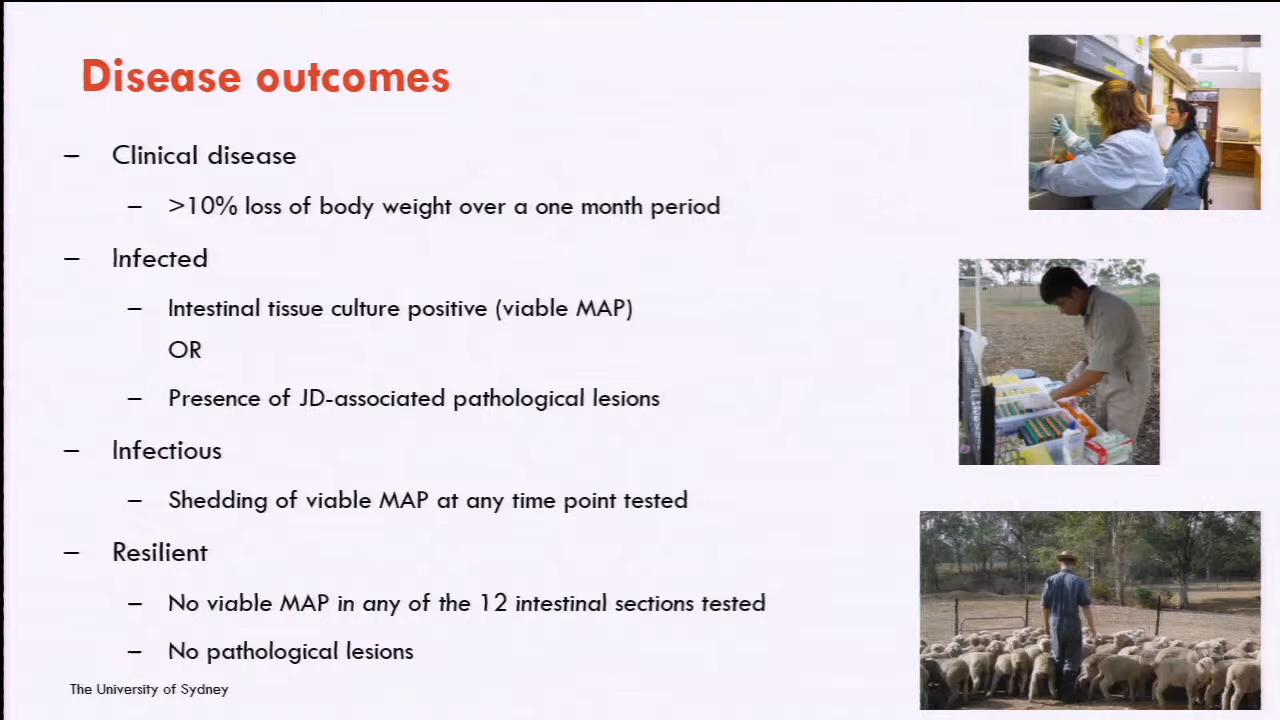 Disease outcomes
– Clinical disease
– >10% loss of body weight over a one month period
– Infected
– Intestinal tissue culture positive (viable MAP)
OR
– Presence of JD-associated pathological lesions
– Infectious
– Shedding of viable MAP at any time point tested
– Resilient
– No viable MAP in any of the 12 intestinal sections tested
– No pathological lesions
The University of Sydney